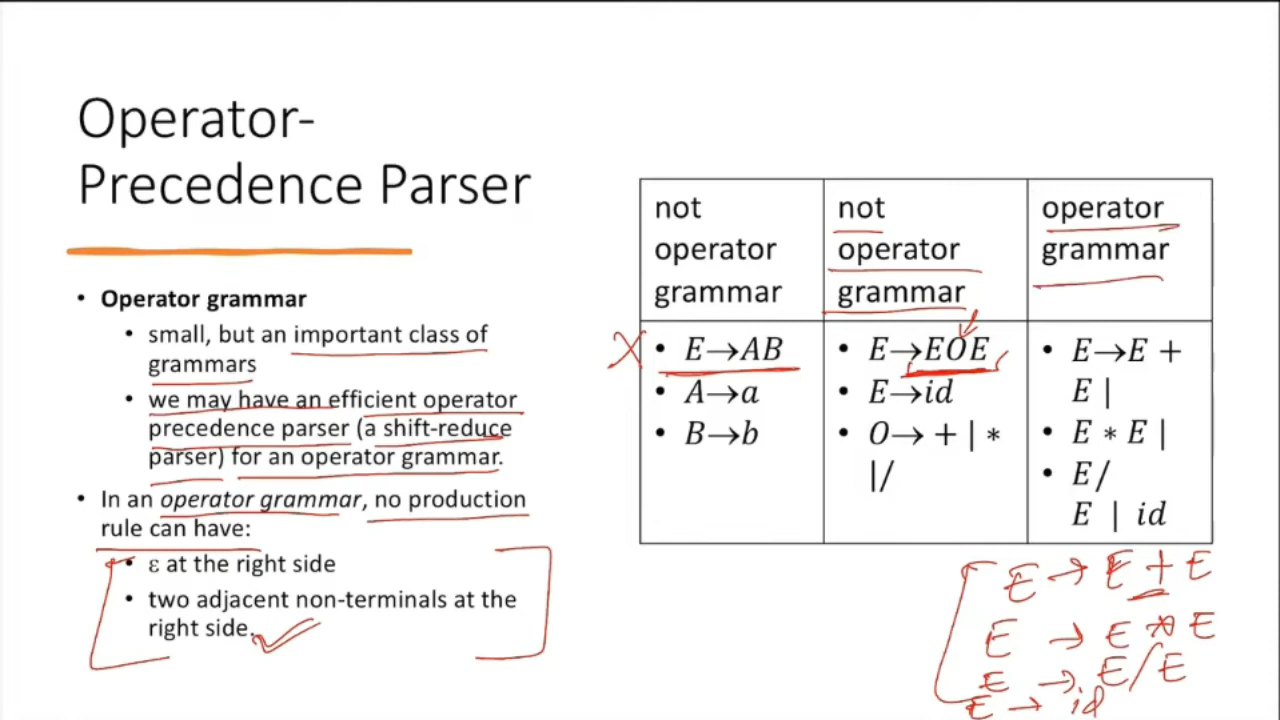 Operator-
Precedence Parser
• Operator grammar
• small, but an important class of
grammars
• we may have an efficient operator
precedence parser (a shift-reduce
parser) for an operator grammar.
• In an operator grammar, no production
rule can have:
• ε at the right side
• two adjacent non-terminals at the
right side.
not
operator
grammar
• E→AB
• A→a
• B→b
not
operator
grammar
• E→EOE
• E→id
• O→ + | ∗
|/
operator
grammar
• E→E +
E |
• E ∗ E |
• E/
E | id
E → E + E
E → E * E
E → E/E
E → id